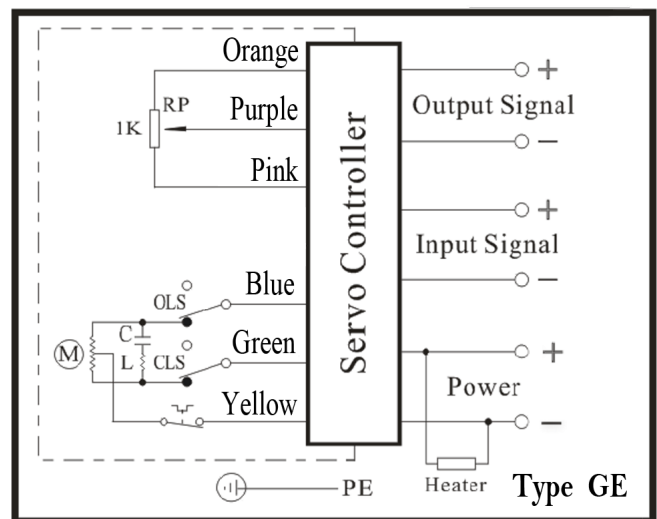 Orange
RP
1K
Purple
Pink
Blue
OLS
C
L
CLS
Green
M
Yellow
Servo Controller
+
Output Signal
−
+
Input Signal
−
+
Power
−
Heater
PE
Type GE